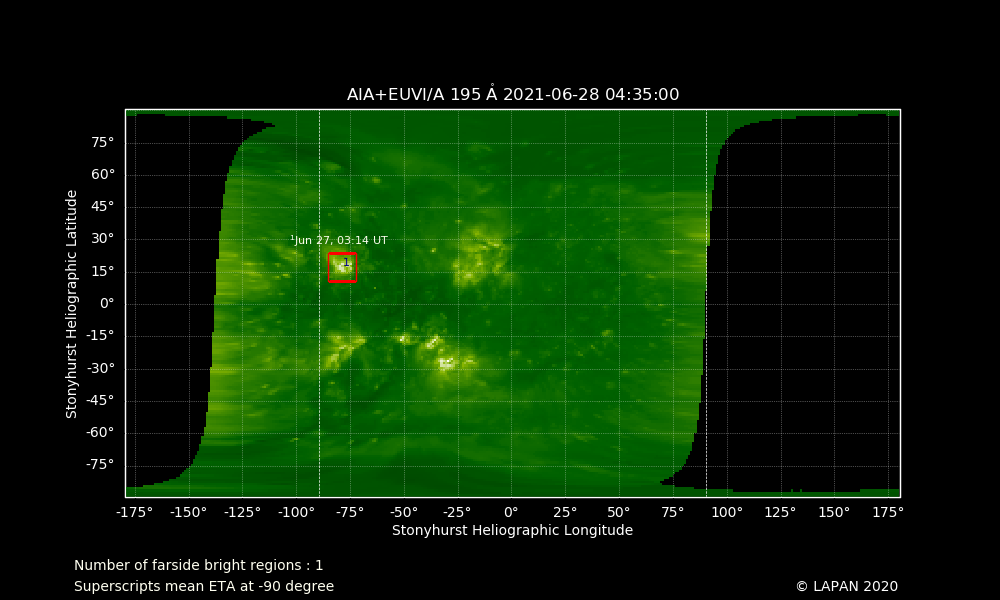 AIA+EUVI/A 195 Å 2021-06-28 04:35:00
Stonyhurst Heliographic Latitude
75°
60°
45°
30°
15°
0°
-15°
-30°
-45°
-60°
-75°
¹Jun 27, 03:14 UT
1
-175° -150° -125° -100° -75° -50° -25° 0° 25° 50° 75° 100° 125° 150° 175°
Stonyhurst Heliographic Longitude
Number of farside bright regions : 1
Superscripts mean ETA at -90 degree
© LAPAN 2020